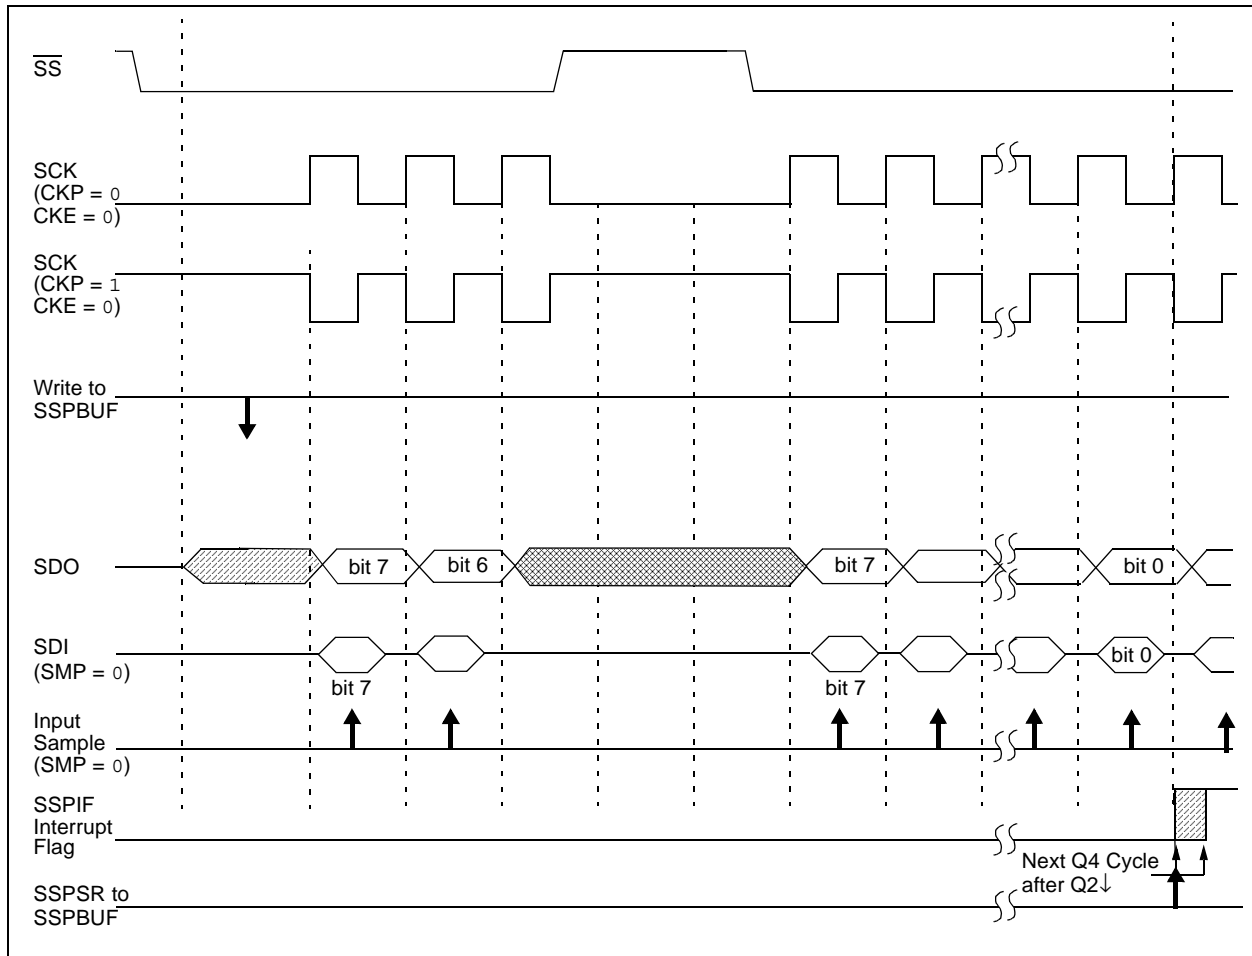 SS
SCK
(CKP = 0
CKE = 0)
SCK
(CKP = 1
CKE = 0)
Write to
SSPBUF
SDO
bit 7
bit 6
bit 7
bit 0
SDI
(SMP = 0)
bit 7
bit 7
bit 0
Input
Sample
(SMP = 0)
SSPIF
Interrupt
Flag
Next Q4 Cycle
after Q2↓
SSPSR to
SSPBUF